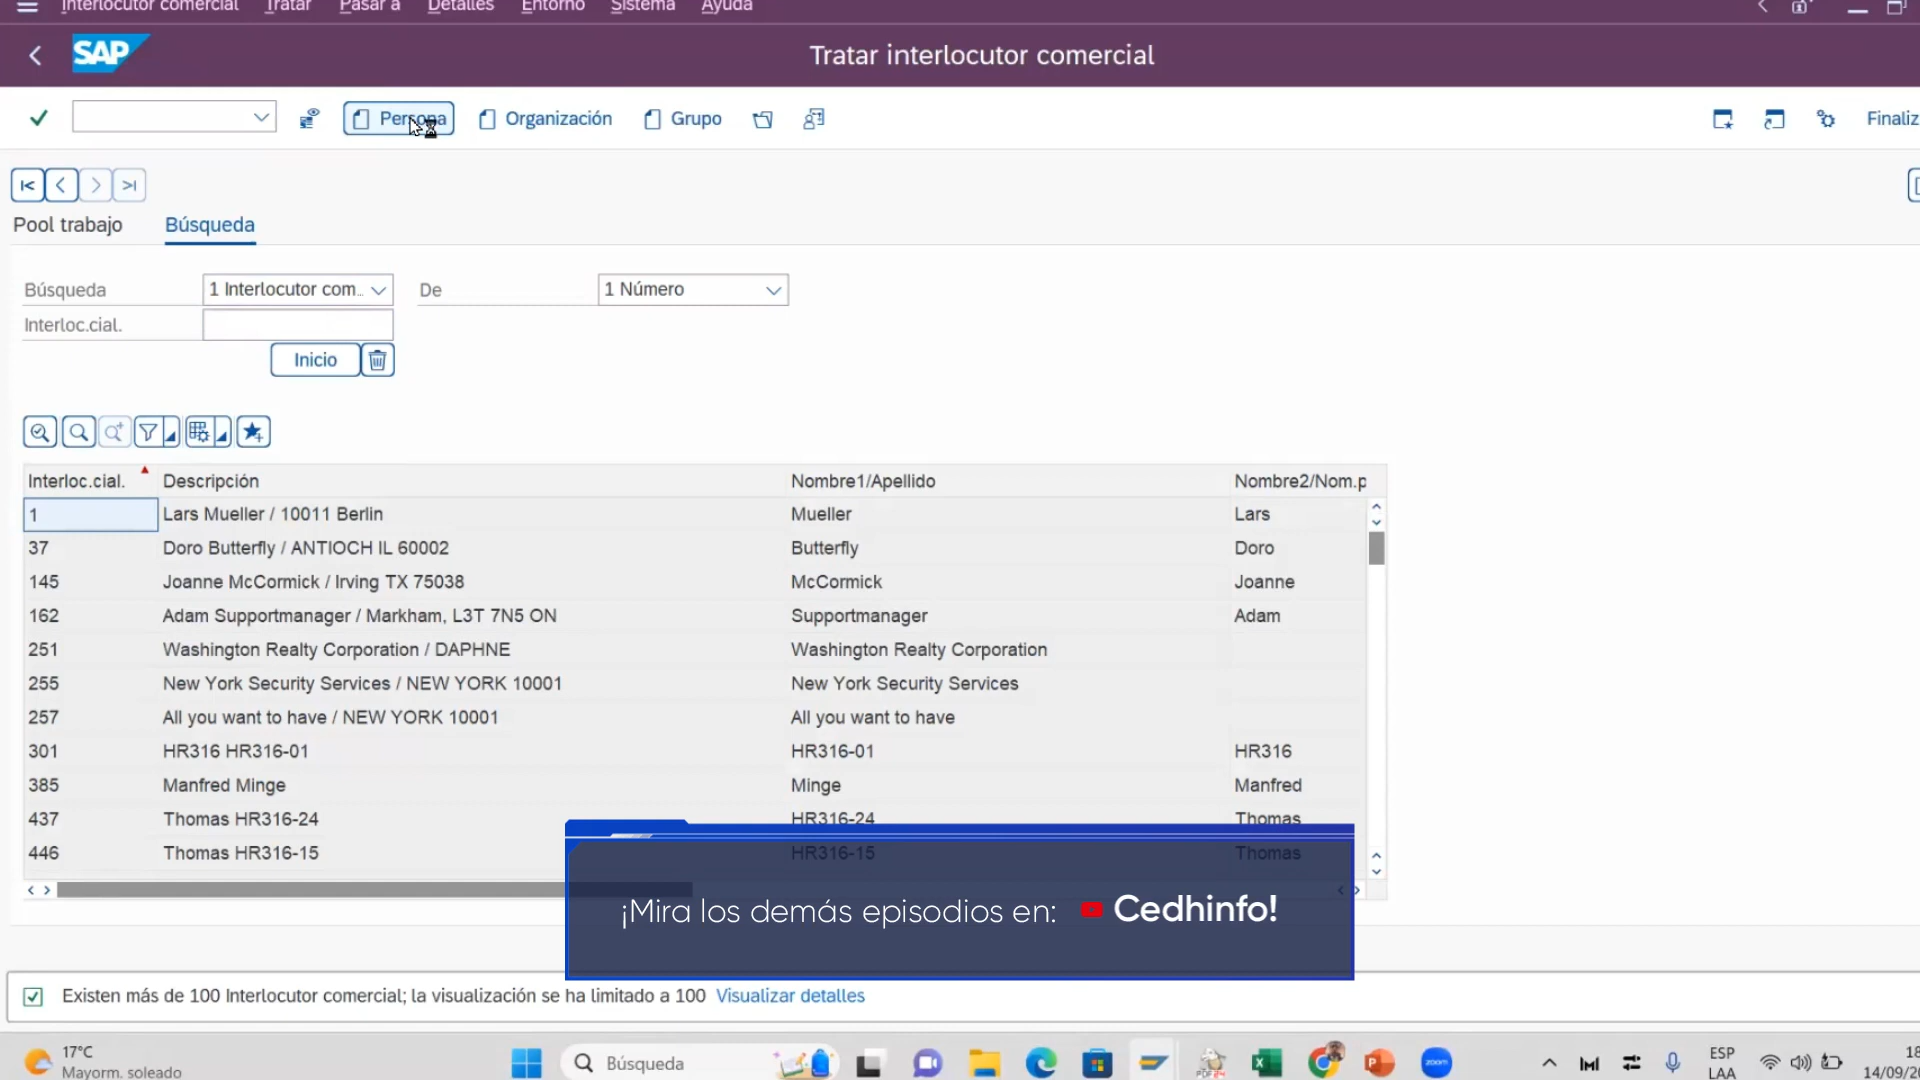 Interlocutor comercial Tratar Pasar a Detalles Entorno Sistema Ayuda
SAP
Tratar interlocutor comercial
Persona Organización Grupo Finaliz
Pool trabajo Búsqueda
Búsqueda 1 Interlocutor com... De 1 Número
Interloc.cial.
Inicio
Interloc.cial. Descripción Nombre1/Apellido Nombre2/Nom.p
1 Lars Mueller / 10011 Berlin Mueller Lars
37 Doro Butterfly / ANTIOCH IL 60002 Butterfly Doro
145 Joanne McCormick / Irving TX 75038 McCormick Joanne
162 Adam Supportmanager / Markham, L3T 7N5 ON Supportmanager Adam
251 Washington Realty Corporation / DAPHNE Washington Realty Corporation
255 New York Security Services / NEW YORK 10001 New York Security Services
257 All you want to have / NEW YORK 10001 All you want to have
301 HR316 HR316-01 HR316-01 HR316
385 Manfred Minge Minge Manfred
437 Thomas HR316-24 HR316-24 Thomas
446 Thomas HR316-15 HR316-15 Thomas
¡Mira los demás episodios en: Cedhinfo!
Existen más de 100 Interlocutor comercial; la visualización se ha limitado a 100 Visualizar detalles
17°C
Mayorm. soleado
Búsqueda
zoom
ESP
LAA
18
14/09/20